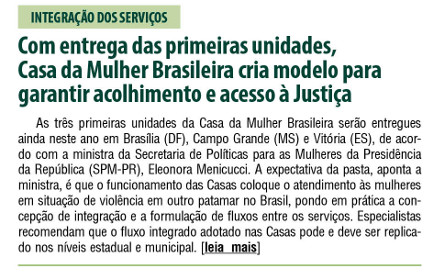 INTEGRAÇÃO DOS SERVIÇOS
Com entrega das primeiras unidades,
Casa da Mulher Brasileira cria modelo para
garantir acolhimento e acesso à Justiça
As três primeiras unidades da Casa da Mulher Brasileira serão entregues
ainda neste ano em Brasília (DF), Campo Grande (MS) e Vitória (ES), de acor-
do com a ministra da Secretaria de Políticas para as Mulheres da Presidência
da República (SPM-PR), Eleonora Menicucci. A expectativa da pasta, aponta a
ministra, é que o funcionamento das Casas coloque o atendimento às mulheres
em situação de violência em outro patamar no Brasil, pondo em prática a con-
cepção de integração e a formulação de fluxos entre os serviços. Especialistas
recomendam que o fluxo integrado adotado nas Casas pode e deve ser replica-
do nos níveis estadual e municipal. [leia mais]